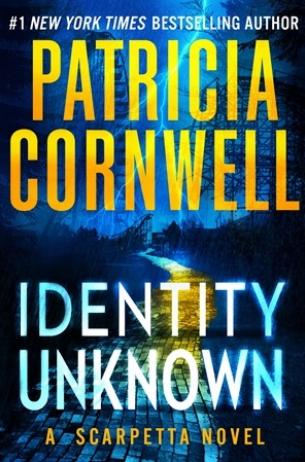 #1 NEW YORK TIMES BESTSELLING AUTHOR
PATRICIA
CORNWELL
IDENTITY
UNKNOWN
A SCARPETTA NOVEL